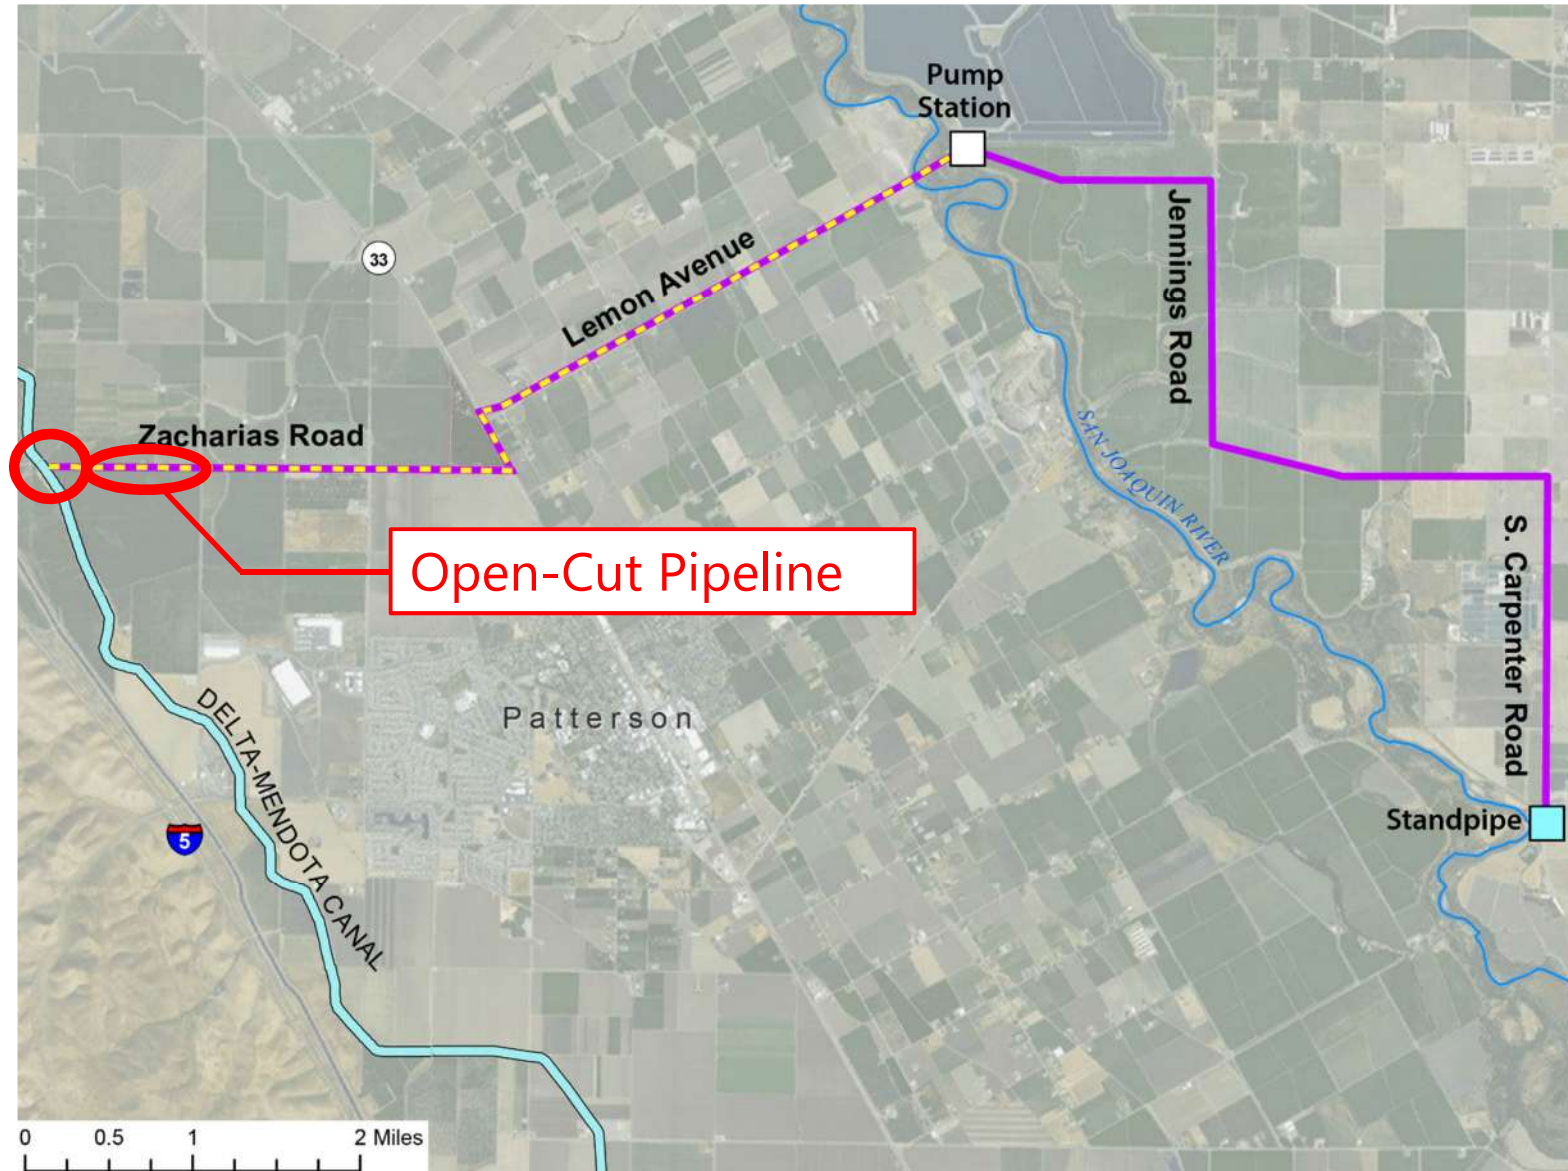 Pump
Station
33
Lemon Avenue
Jennings Road
Zacharias Road
SAN JOAQUIN RIVER
Open-Cut Pipeline
S. Carpenter Road
Patterson
DELTA-MENDOTA CANAL
5
Standpipe
0 0.5 1 2 Miles